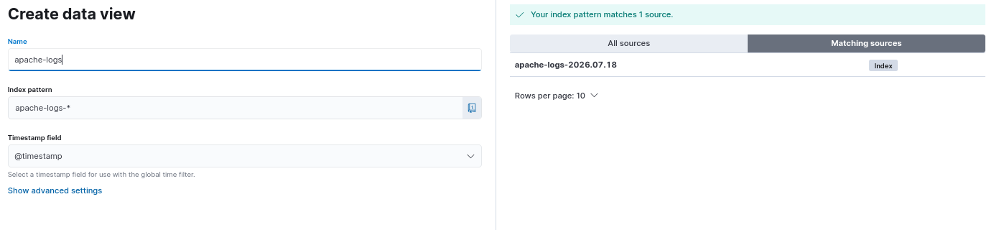 Create data view
Name
apache-logs
Index pattern
apache-logs-*
Timestamp field
@timestamp
Select a timestamp field for use with the global time filter.
Show advanced settings
Your index pattern matches 1 source.
All sources
Matching sources
apache-logs-2026.07.18
Index
Rows per page: 10